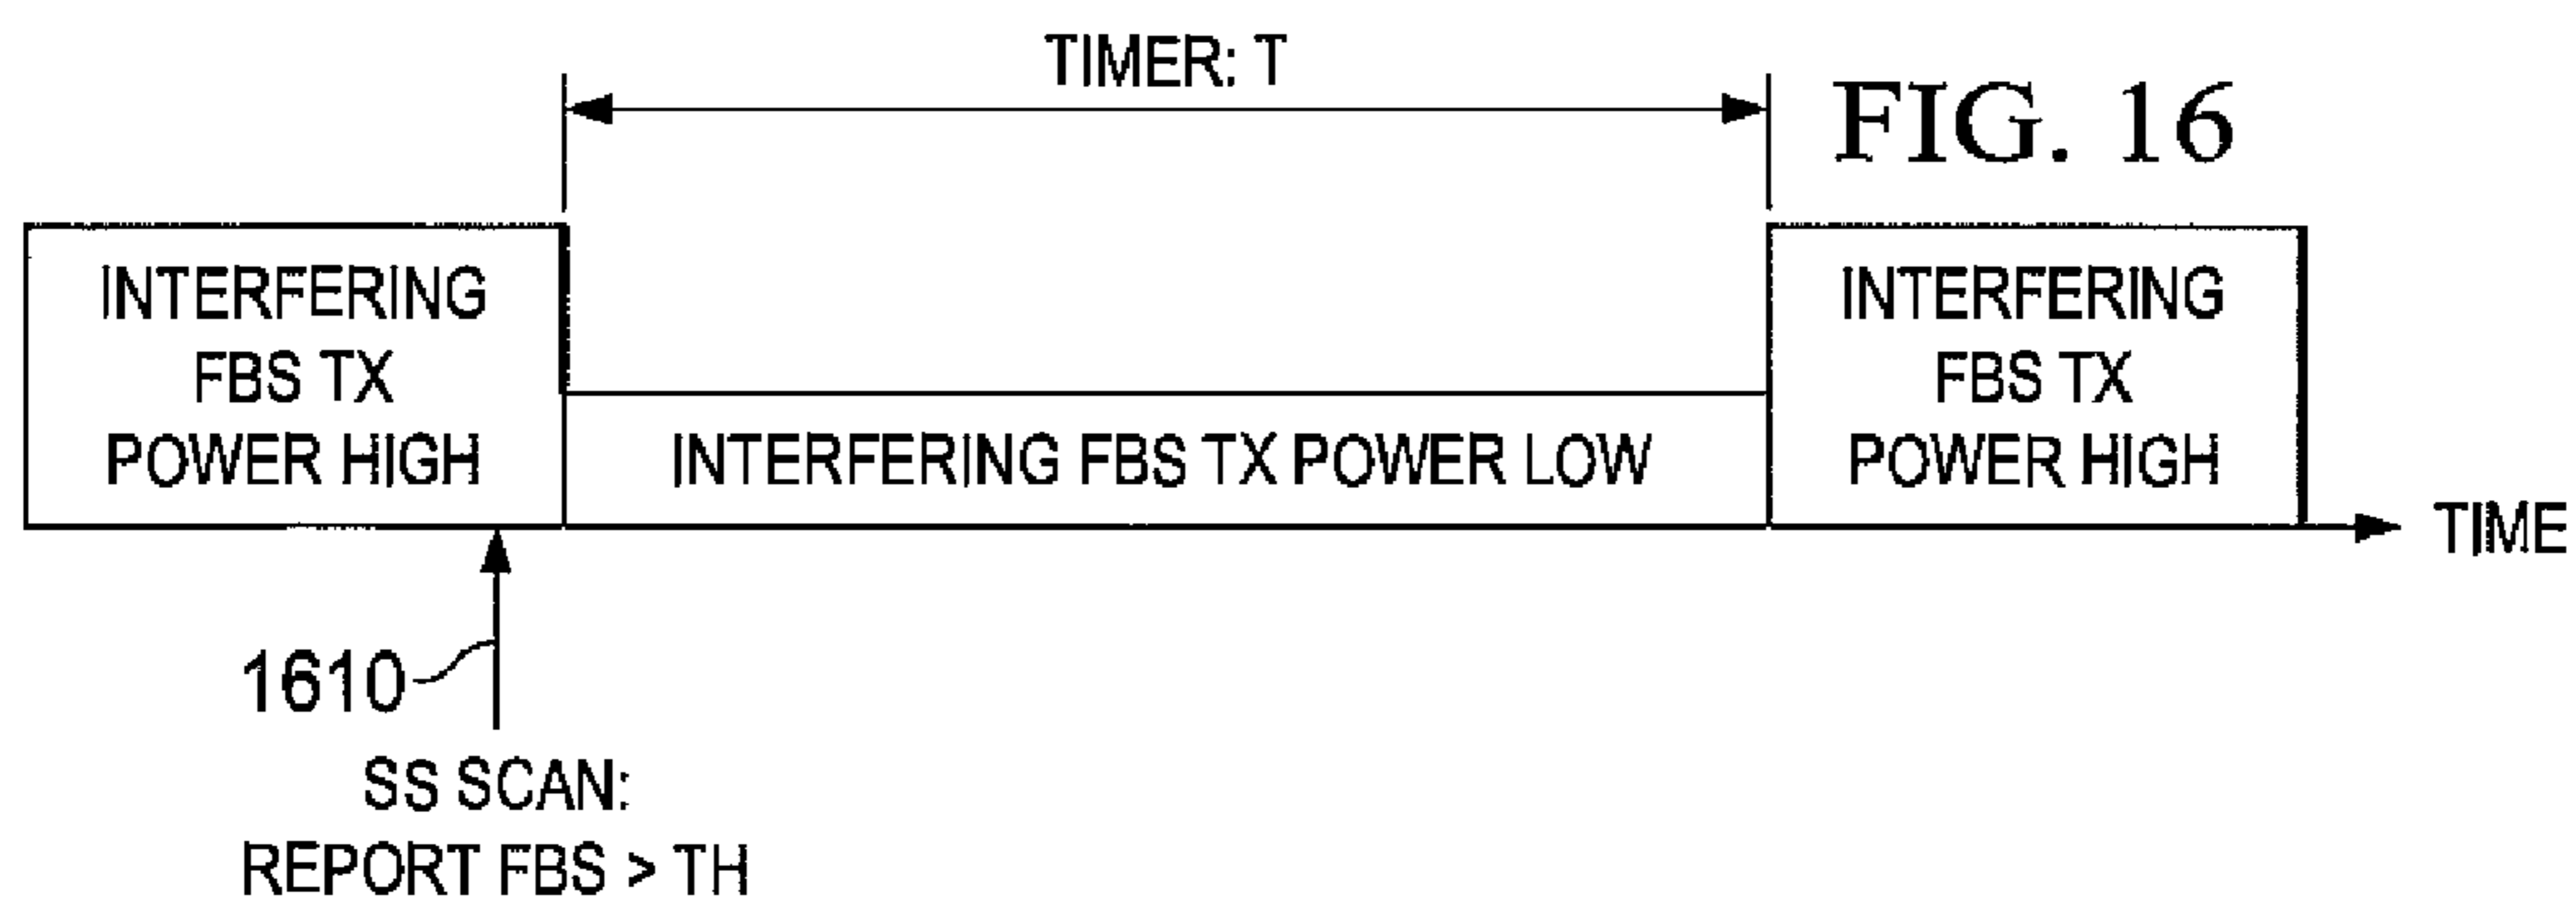 TIMER: T
FIG. 16
INTERFERING
FBS TX
POWER HIGH
INTERFERING FBS TX POWER LOW
INTERFERING
FBS TX
POWER HIGH
TIME
1610
SS SCAN:
REPORT FBS > TH